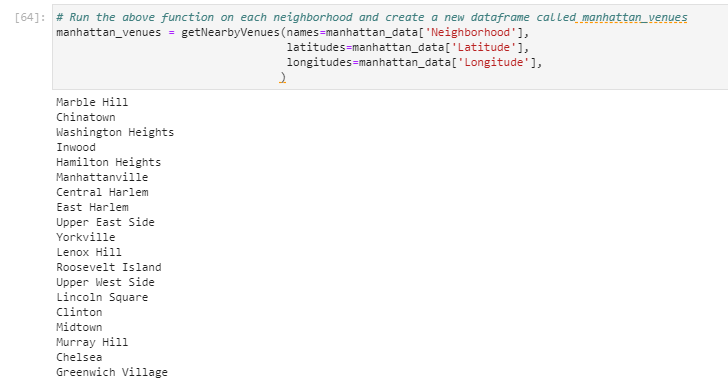 [64]: # Run the above function on each neighborhood and create a new dataframe called manhattan_venues
manhattan_venues = getNearbyVenues(names=manhattan_data['Neighborhood'],
latitudes=manhattan_data['Latitude'],
longitudes=manhattan_data['Longitude'],
)
Marble Hill
Chinatown
Washington Heights
Inwood
Hamilton Heights
Manhattanville
Central Harlem
East Harlem
Upper East Side
Yorkville
Lenox Hill
Roosevelt Island
Upper West Side
Lincoln Square
Clinton
Midtown
Murray Hill
Chelsea
Greenwich Village